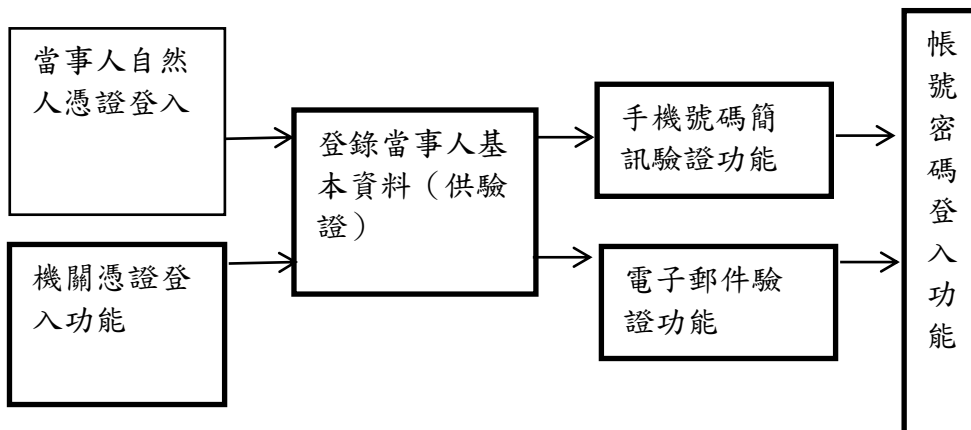 當事人自然
人憑證登入
機關憑證登
入功能
登錄當事人基
本資料（供驗
證）
手機號碼簡
訊驗證功能
電子郵件驗
證功能
帳
號
密
碼
登
入
功
能